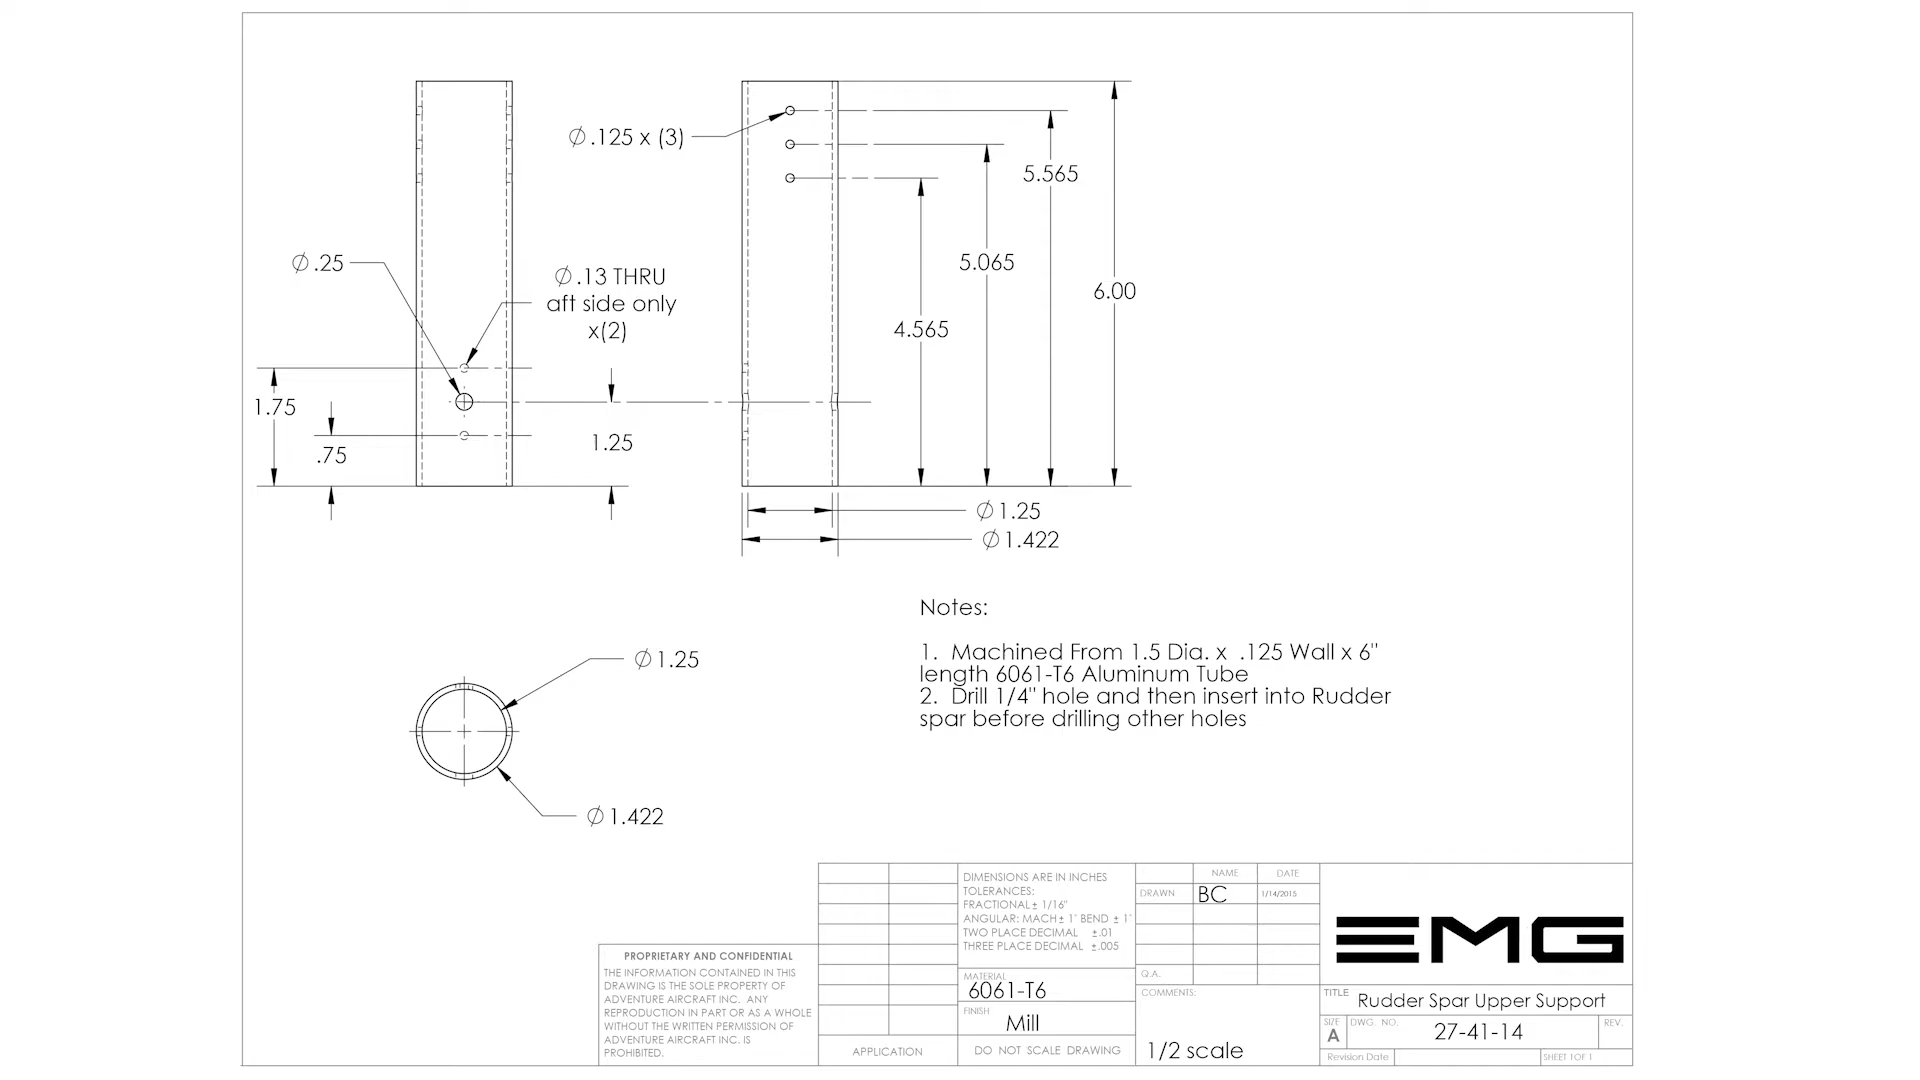 ∅ .125 x (3)
5.565
∅ .25
∅ .13 THRU
aft side only
x(2)
5.065
6.00
4.565
1.75
.75
1.25
∅ 1.25
∅ 1.422
Notes:
1. Machined From 1.5 Dia. x .125 Wall x 6"
length 6061-T6 Aluminum Tube
2. Drill 1/4" hole and then insert into Rudder
spar before drilling other holes
∅ 1.25
∅ 1.422
PROPRIETARY AND CONFIDENTIAL
THE INFORMATION CONTAINED IN THIS
DRAWING IS THE SOLE PROPERTY OF
ADVENTURE AIRCRAFT INC. ANY
REPRODUCTION IN PART OR AS A WHOLE
WITHOUT THE WRITTEN PERMISSION OF
ADVENTURE AIRCRAFT INC. IS
PROHIBITED.
APPLICATION
DIMENSIONS ARE IN INCHES
TOLERANCES:
FRACTIONAL ± 1/16"
ANGULAR: MACH ± 1° BEND ± 1°
TWO PLACE DECIMAL ±.01
THREE PLACE DECIMAL ±.005
MATERIAL
6061-T6
FINISH
Mill
DO NOT SCALE DRAWING
NAME DATE
DRAWN BC 1/14/2015
Q.A.
COMMENTS:
1/2 scale
EMG
TITLE Rudder Spar Upper Support
SIZE DWG. NO. REV.
A 27-41-14
Revision Date SHEET 1 OF 1